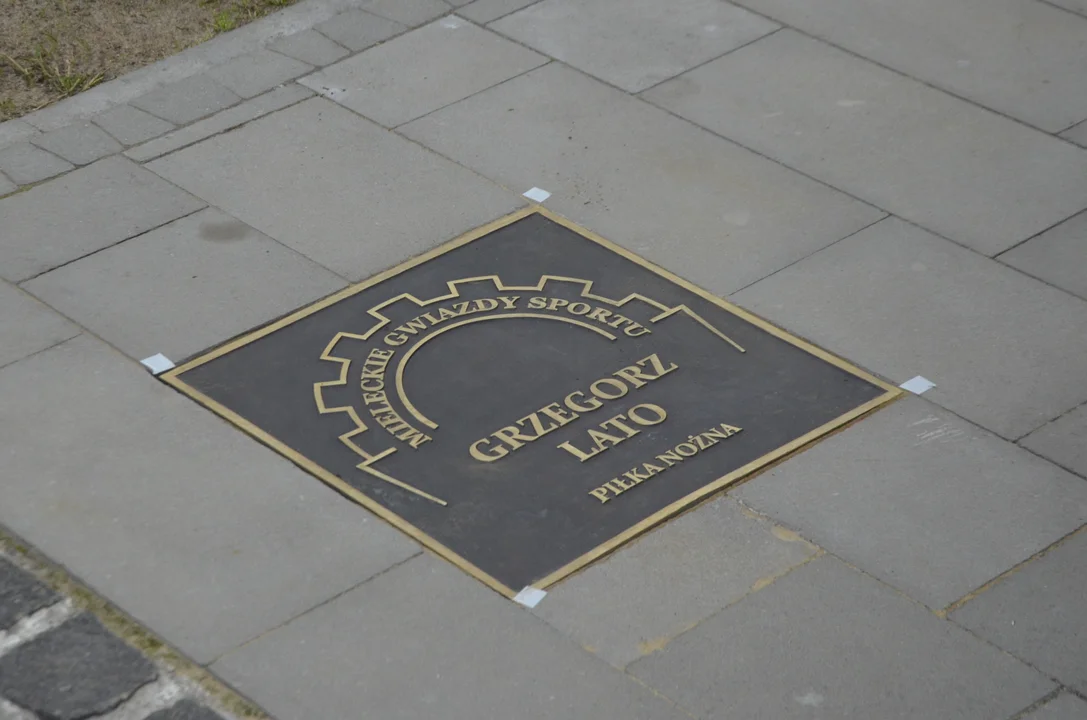 MIELECKIE GWIAZDY SPORTU
GRZEGORZ
LATO
PIŁKA NOŻNA